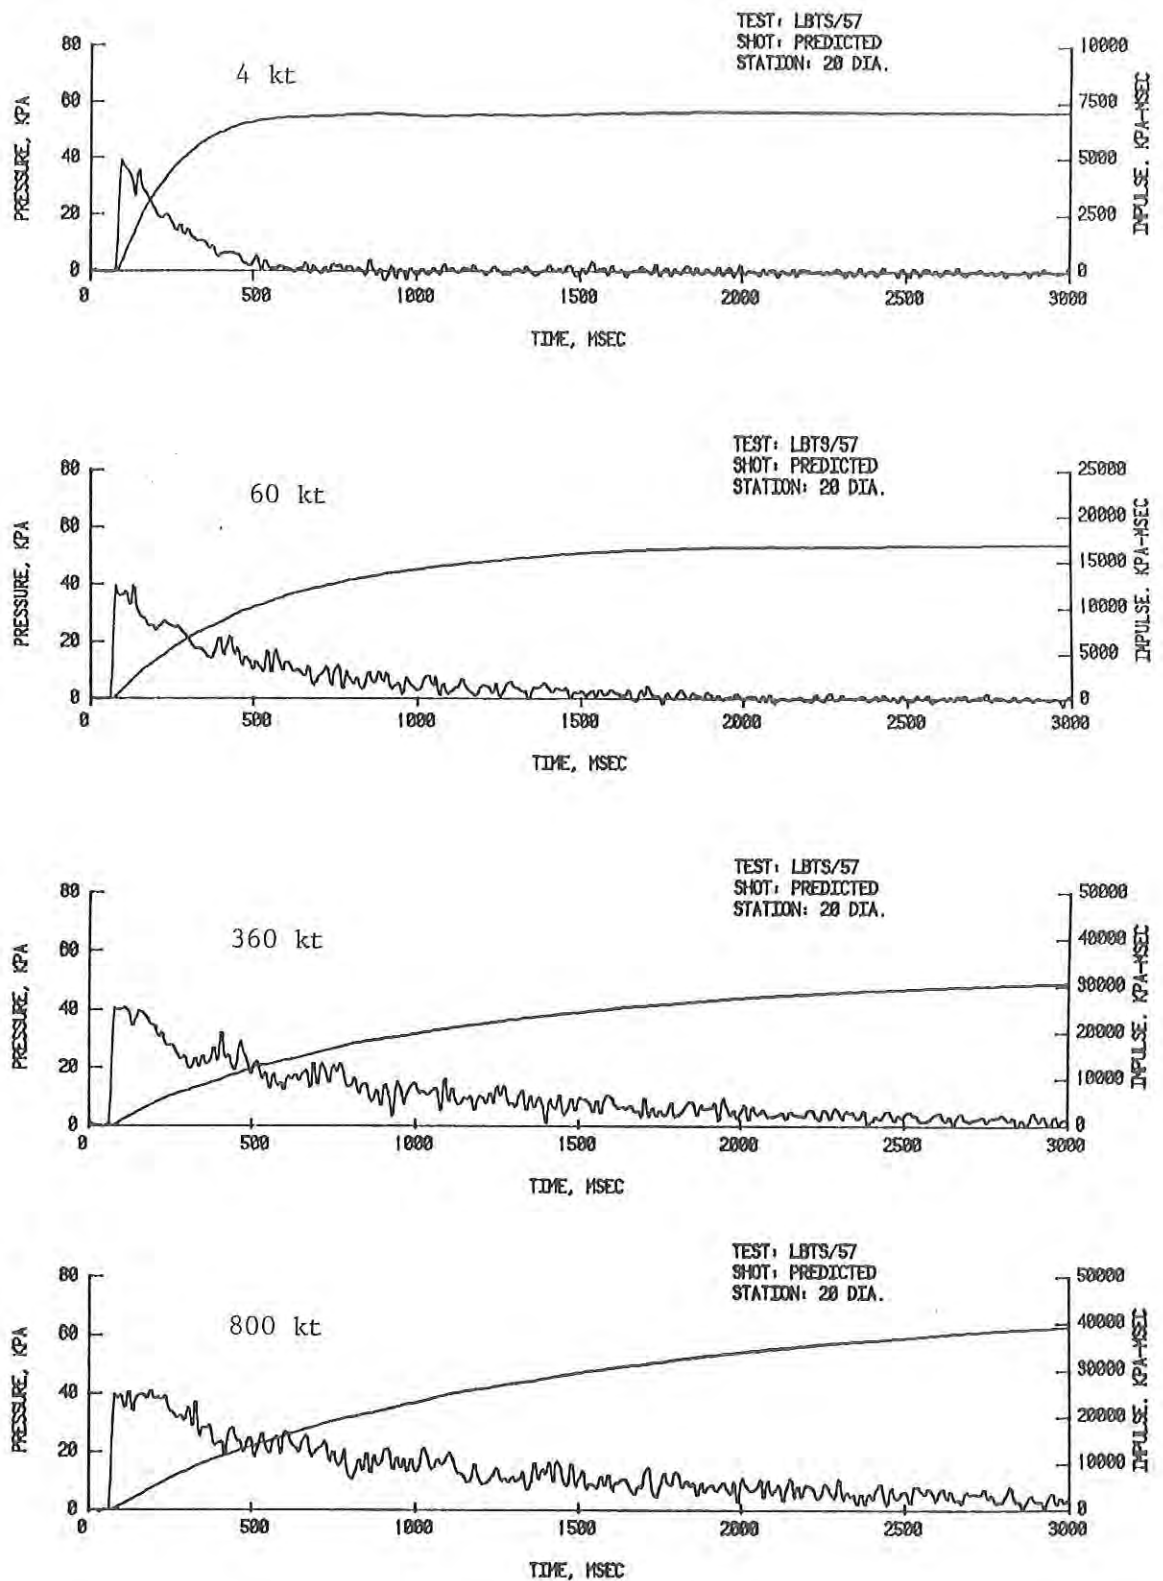 TEST: LBTS/57
SHOT: PREDICTED
STATION: 20 DIA.
4 kt
PRESSURE, KPA
80
60
40
20
0
10000
7500
5000
2500
0
IMPULSE. KPA-MSEC
0 500 1000 1500 2000 2500 3000
TIME, MSEC
TEST: LBTS/57
SHOT: PREDICTED
STATION: 20 DIA.
60 kt
PRESSURE, KPA
80
60
40
20
0
25000
20000
15000
10000
5000
0
IMPULSE. KPA-MSEC
0 500 1000 1500 2000 2500 3000
TIME, MSEC
TEST: LBTS/57
SHOT: PREDICTED
STATION: 20 DIA.
360 kt
PRESSURE, KPA
80
60
40
20
0
50000
40000
30000
20000
10000
0
IMPULSE. KPA-MSEC
0 500 1000 1500 2000 2500 3000
TIME, MSEC
TEST: LBTS/57
SHOT: PREDICTED
STATION: 20 DIA.
800 kt
PRESSURE, KPA
80
60
40
20
0
50000
40000
30000
20000
10000
0
IMPULSE. KPA-MSEC
0 500 1000 1500 2000 2500 3000
TIME, MSEC